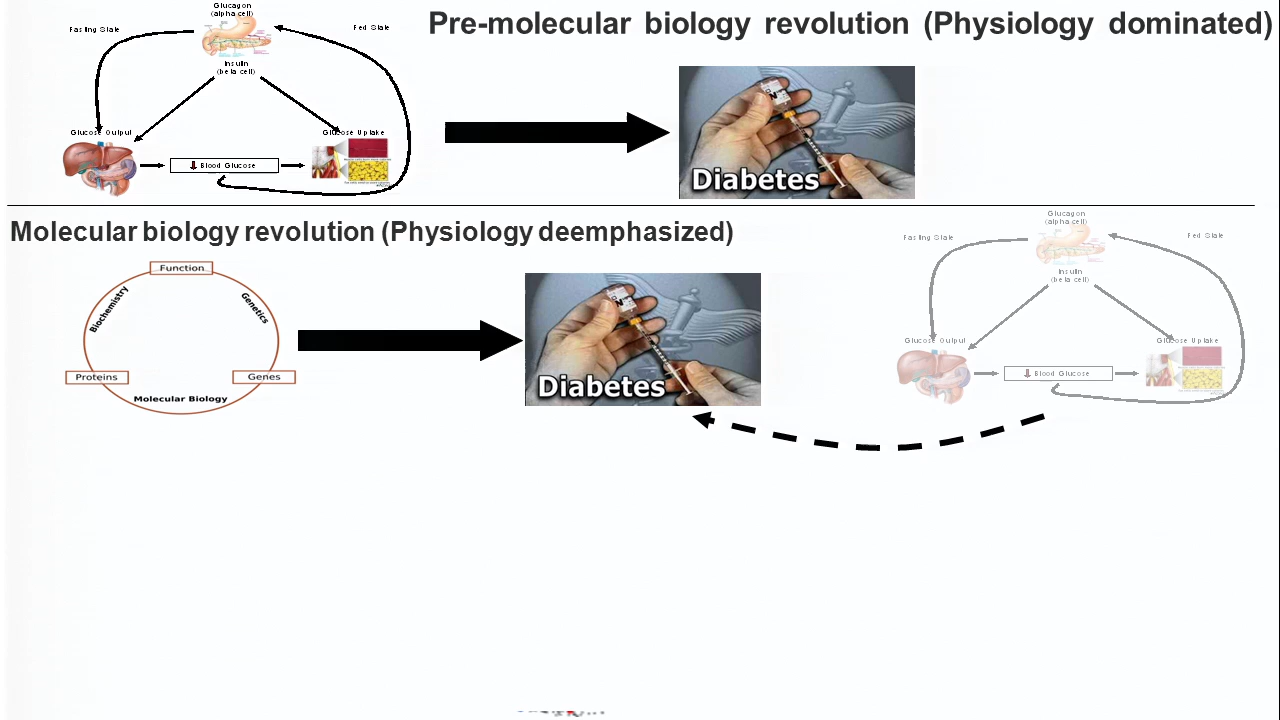 Pre-molecular biology revolution (Physiology dominated)
Glucagon
(alpha cell)
Fasting State
Fed State
Insulin
(beta cell)
Glucose Output
Glucose Uptake
Blood Glucose
Diabetes
Molecular biology revolution (Physiology deemphasized)
Function
Biochemistry
Genetics
Proteins
Genes
Molecular Biology
Diabetes
Glucagon
(alpha cell)
Fasting State
Fed State
Insulin
(beta cell)
Glucose Output
Glucose Uptake
Blood Glucose